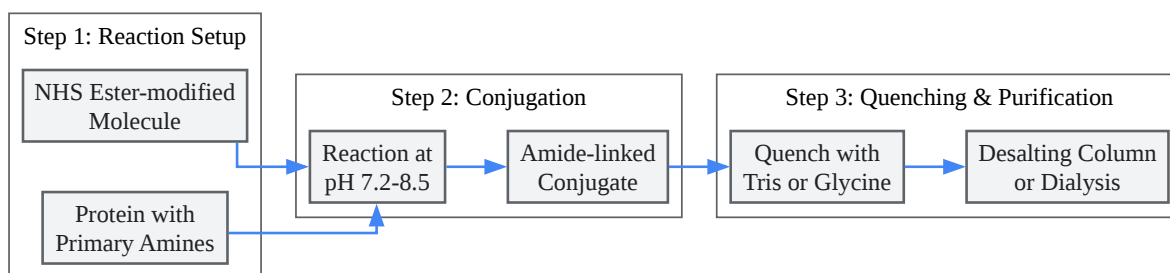 Step 1: Reaction Setup
NHS Ester-modified
Molecule
Protein with
Primary Amines
Step 2: Conjugation
Reaction at
pH 7.2-8.5
Amide-linked
Conjugate
Step 3: Quenching & Purification
Quench with
Tris or Glycine
Desalting Column
or Dialysis